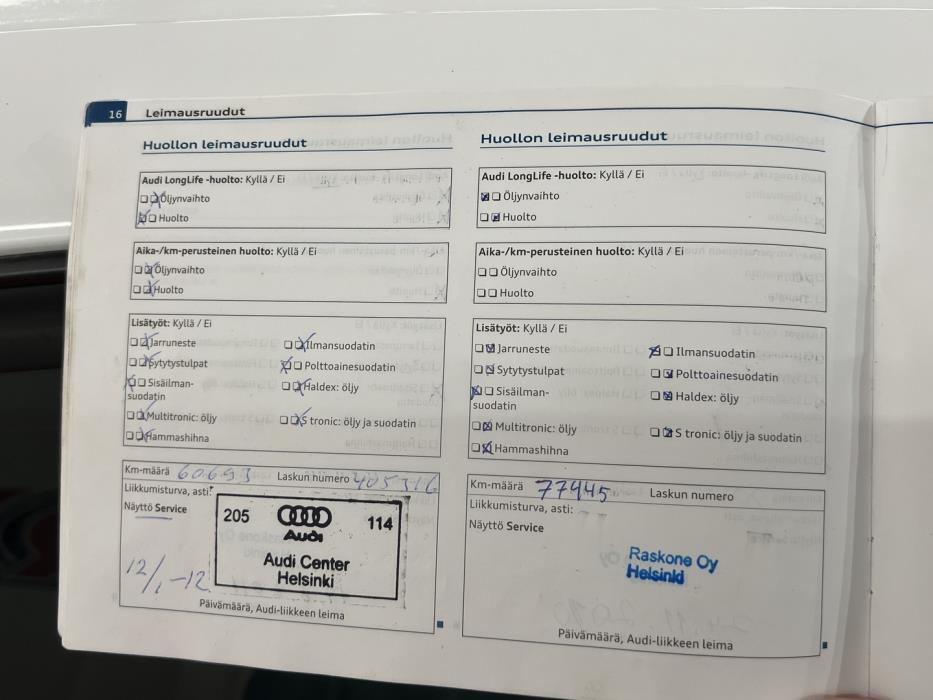 16 Leimausruudut
Huollon leimausruudut
Audi LongLife -huolto: Kyllä / Ei
Öljynvaihto
Huolto
Aika-/km-perusteinen huolto: Kyllä / Ei
Öljynvaihto
Huolto
Lisätyöt: Kyllä / Ei
Jarruneste
Ilmansuodatin
Sytytystulpat
Polttoainesuodatin
Sisäilman-
suodatin
Haldex: öljy
Multitronic: öljy
S tronic: öljy ja suodatin
Hammashihna
Km-määrä 60693 Laskun numero 405316
Liikkumisturva, asti:
Näyttö Service
205 114
Audi
Audi Center
Helsinki
12/1-12
Päivämäärä, Audi-liikkeen leima
Huollon leimausruudut
Audi LongLife -huolto: Kyllä / Ei
Öljynvaihto
Huolto
Aika-/km-perusteinen huolto: Kyllä / Ei
Öljynvaihto
Huolto
Lisätyöt: Kyllä / Ei
Jarruneste
Ilmansuodatin
Sytytystulpat
Polttoainesuodatin
Sisäilman-
suodatin
Haldex: öljy
Multitronic: öljy
S tronic: öljy ja suodatin
Hammashihna
Km-määrä 77945 Laskun numero
Liikkumisturva, asti:
Näyttö Service
Raskone Oy
Helsinki
Päivämäärä, Audi-liikkeen leima